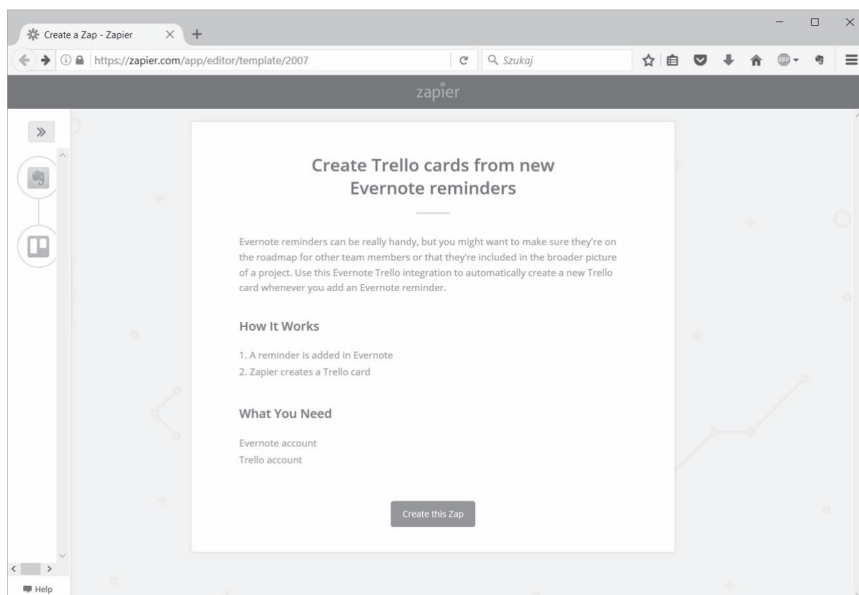 Create a Zap - Zapier
https://zapier.com/app/editor/template/2007
Szukaj
zapier
Create Trello cards from new
Evernote reminders
Evernote reminders can be really handy, but you might want to make sure they're on
the roadmap for other team members or that they're included in the broader picture
of a project. Use this Evernote Trello integration to automatically create a new Trello
card whenever you add an Evernote reminder.
How It Works
1. A reminder is added in Evernote
2. Zapier creates a Trello card
What You Need
Evernote account
Trello account
Create this Zap
Help